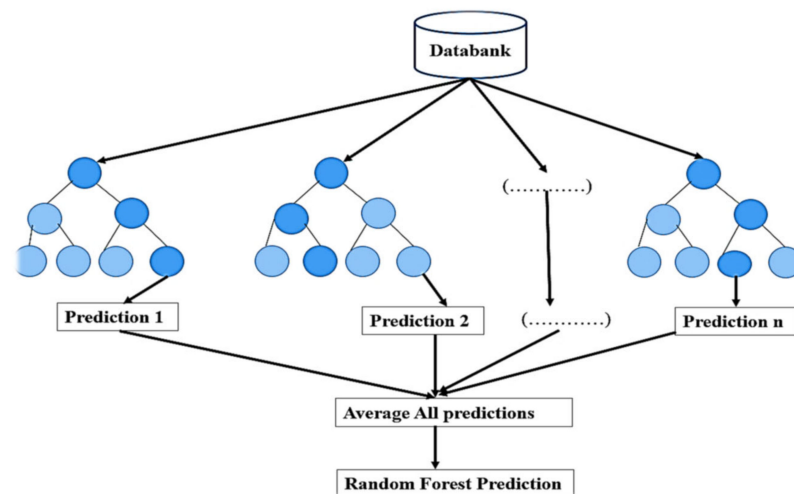 Databank
(............)
Prediction 1
Prediction 2
(............)
Prediction n
Average All predictions
Random Forest Prediction